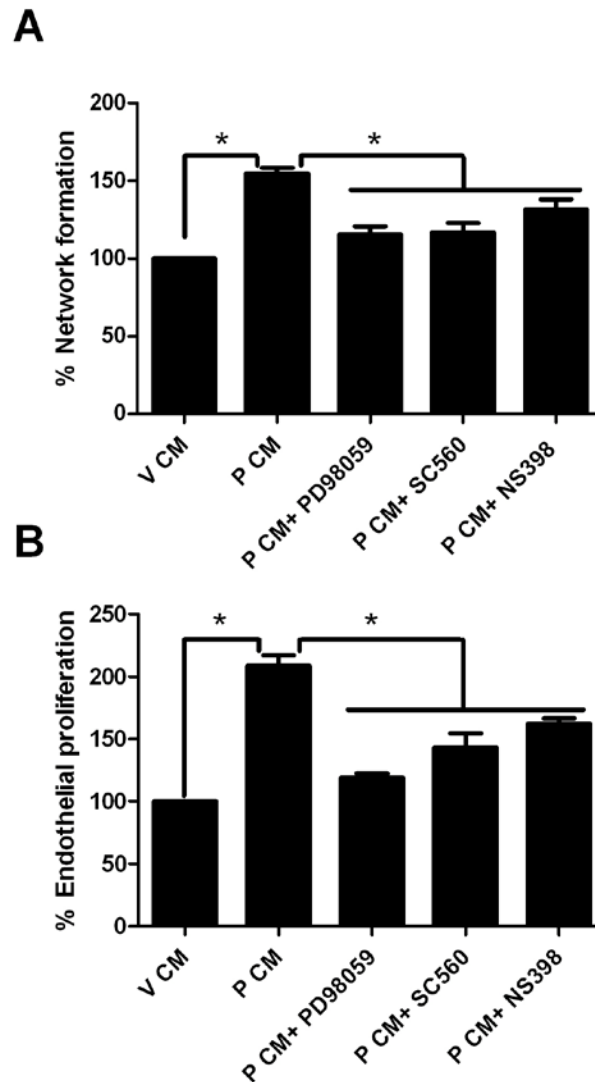 A
% Network formation
200
150
100
50
0
*
*
V CM
P CM
P CM+ PD98059
P CM+ SC560
P CM+ NS398
B
% Endothelial proliferation
250
200
150
100
50
0
*
*
V CM
P CM
P CM+ PD98059
P CM+ SC560
P CM+ NS398